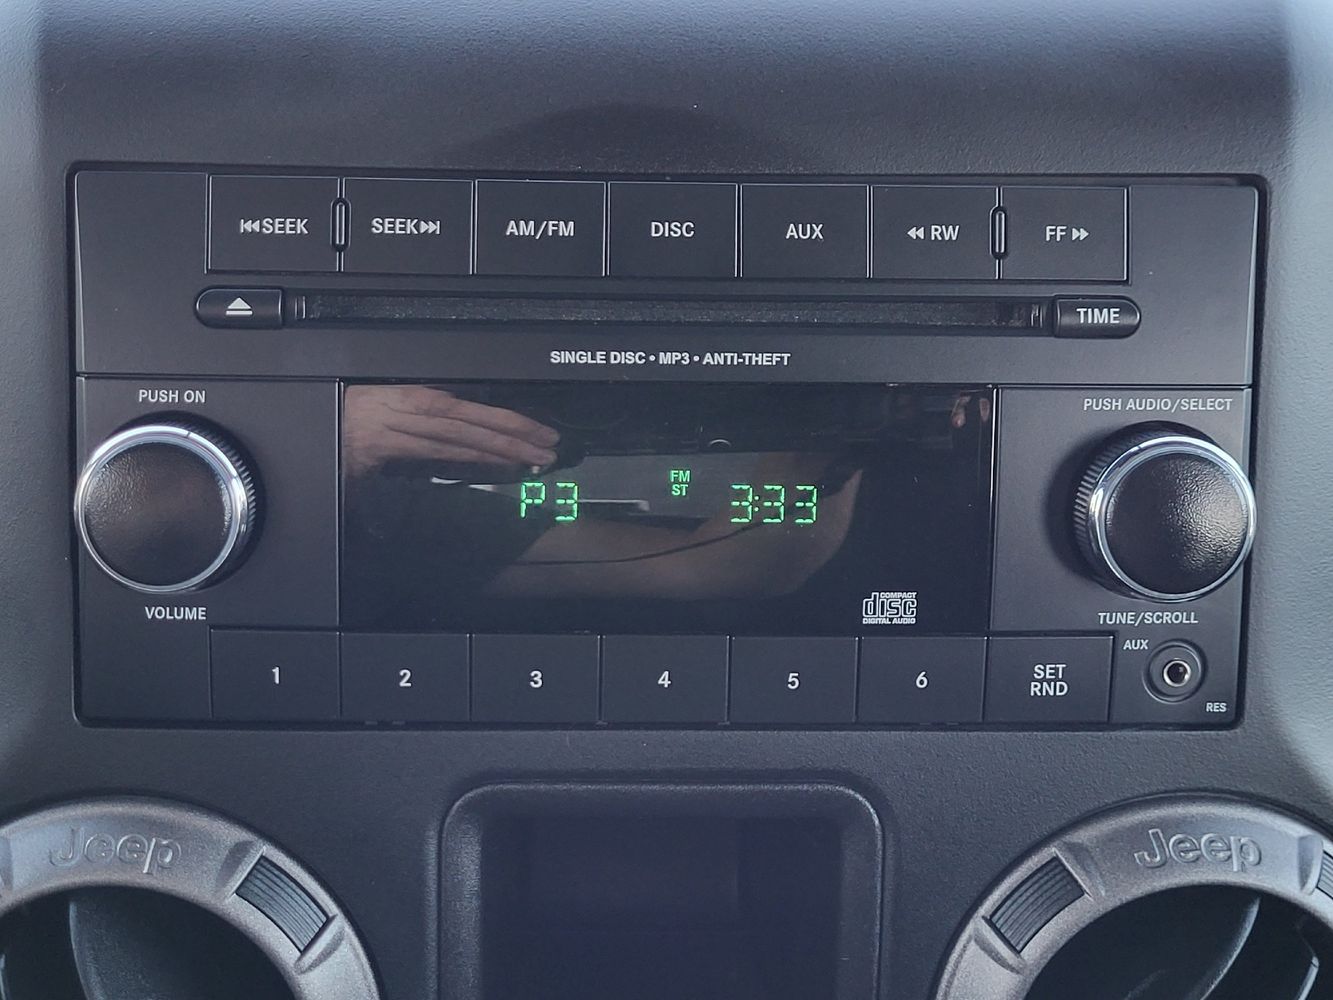 SEEK SEEK AM/FM DISC AUX RW FF
TIME
SINGLE DISC • MP3 • ANTI-THEFT
PUSH ON
PUSH AUDIO/SELECT
FM
P3 ST 3:33
COMPACT
disc
DIGITAL AUDIO
VOLUME
TUNE/SCROLL
AUX
1 2 3 4 5 6 SET
RND
RES
Jeep Jeep